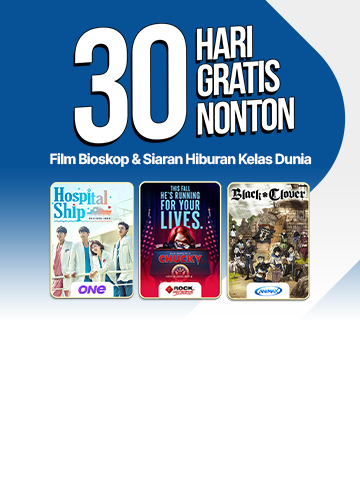 30 HARI
GRATIS
NONTON
Film Bioskop & Siaran Hiburan Kelas Dunia
Hospital
Ship
ONE
THIS FALL
HE'S RUNNING
FOR YOUR
LIVES.
CHUCKY
ROCK
Black Clover
ANIMAX